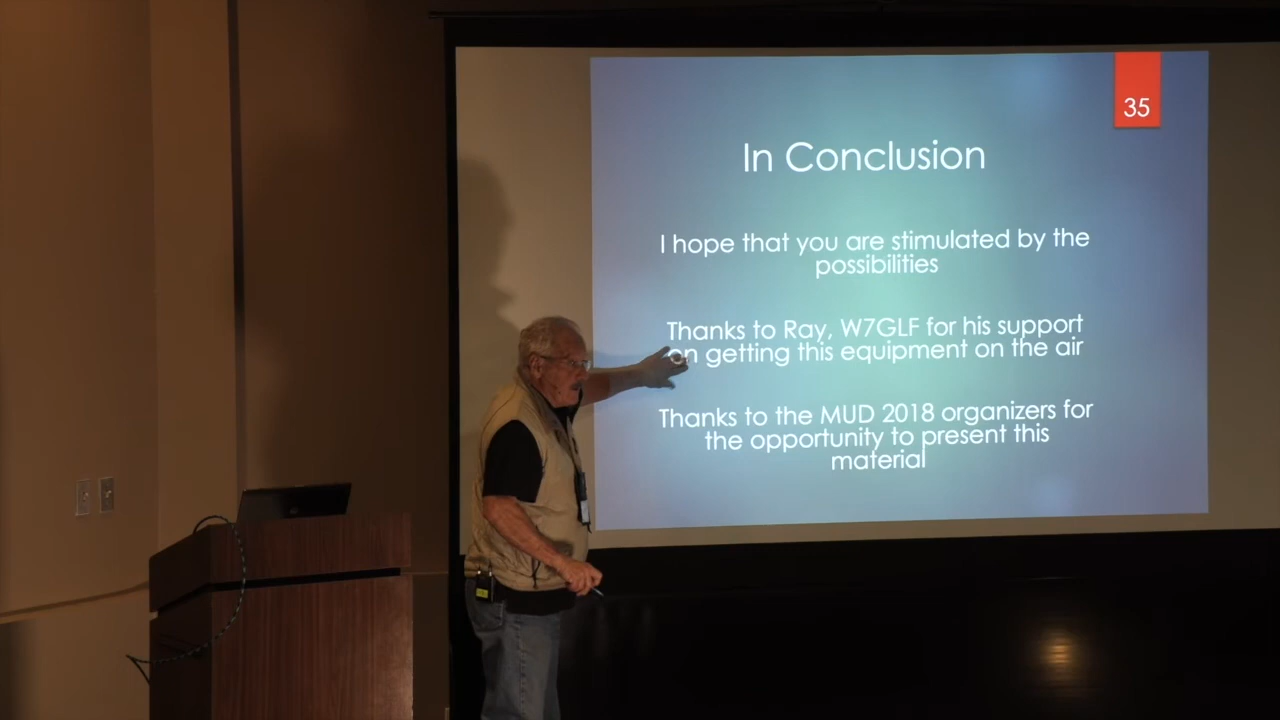 35
In Conclusion
I hope that you are stimulated by the
possibilities
Thanks to Ray, W7GLF for his support
on getting this equipment on the air
Thanks to the MUD 2018 organizers for
the opportunity to present this
material